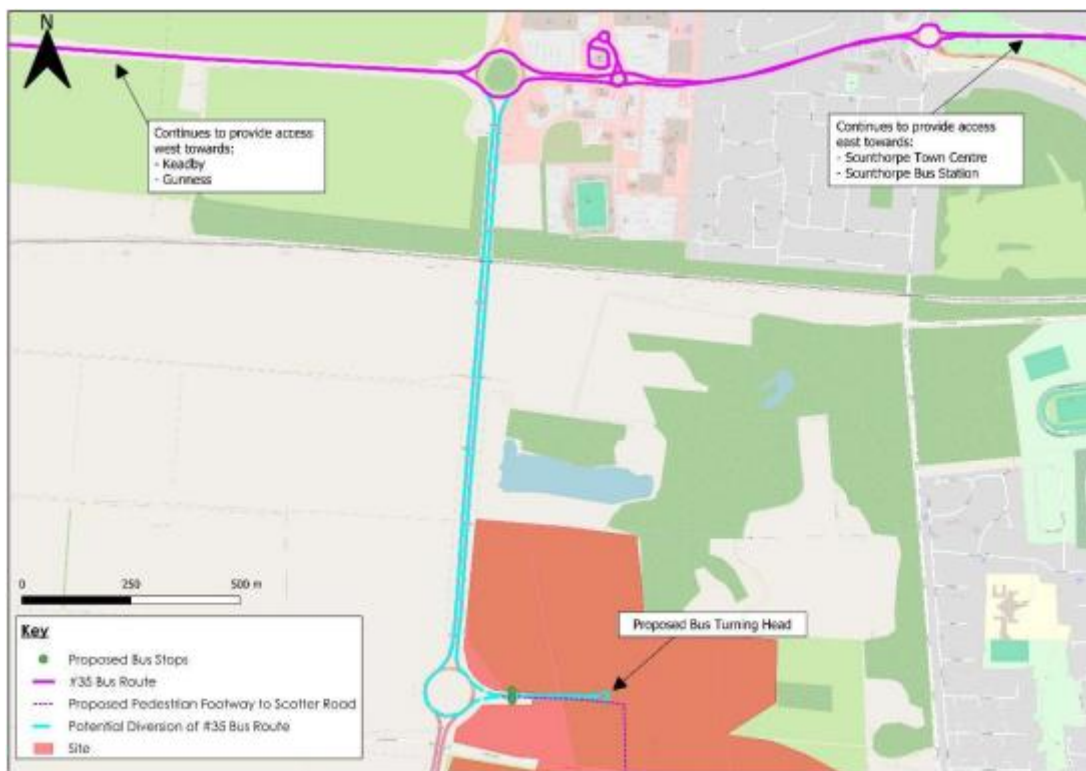 N
Continues to provide access
west towards:
- Keadby
- Gunness
Continues to provide access
east towards:
- Scunthorpe Town Centre
- Scunthorpe Bus Station
0 250 500 m
Proposed Bus Turning Head
Key
Proposed Bus Stops
#35 Bus Route
Proposed Pedestrian Footway to Scotter Road
Potential Diversion of #35 Bus Route
Site